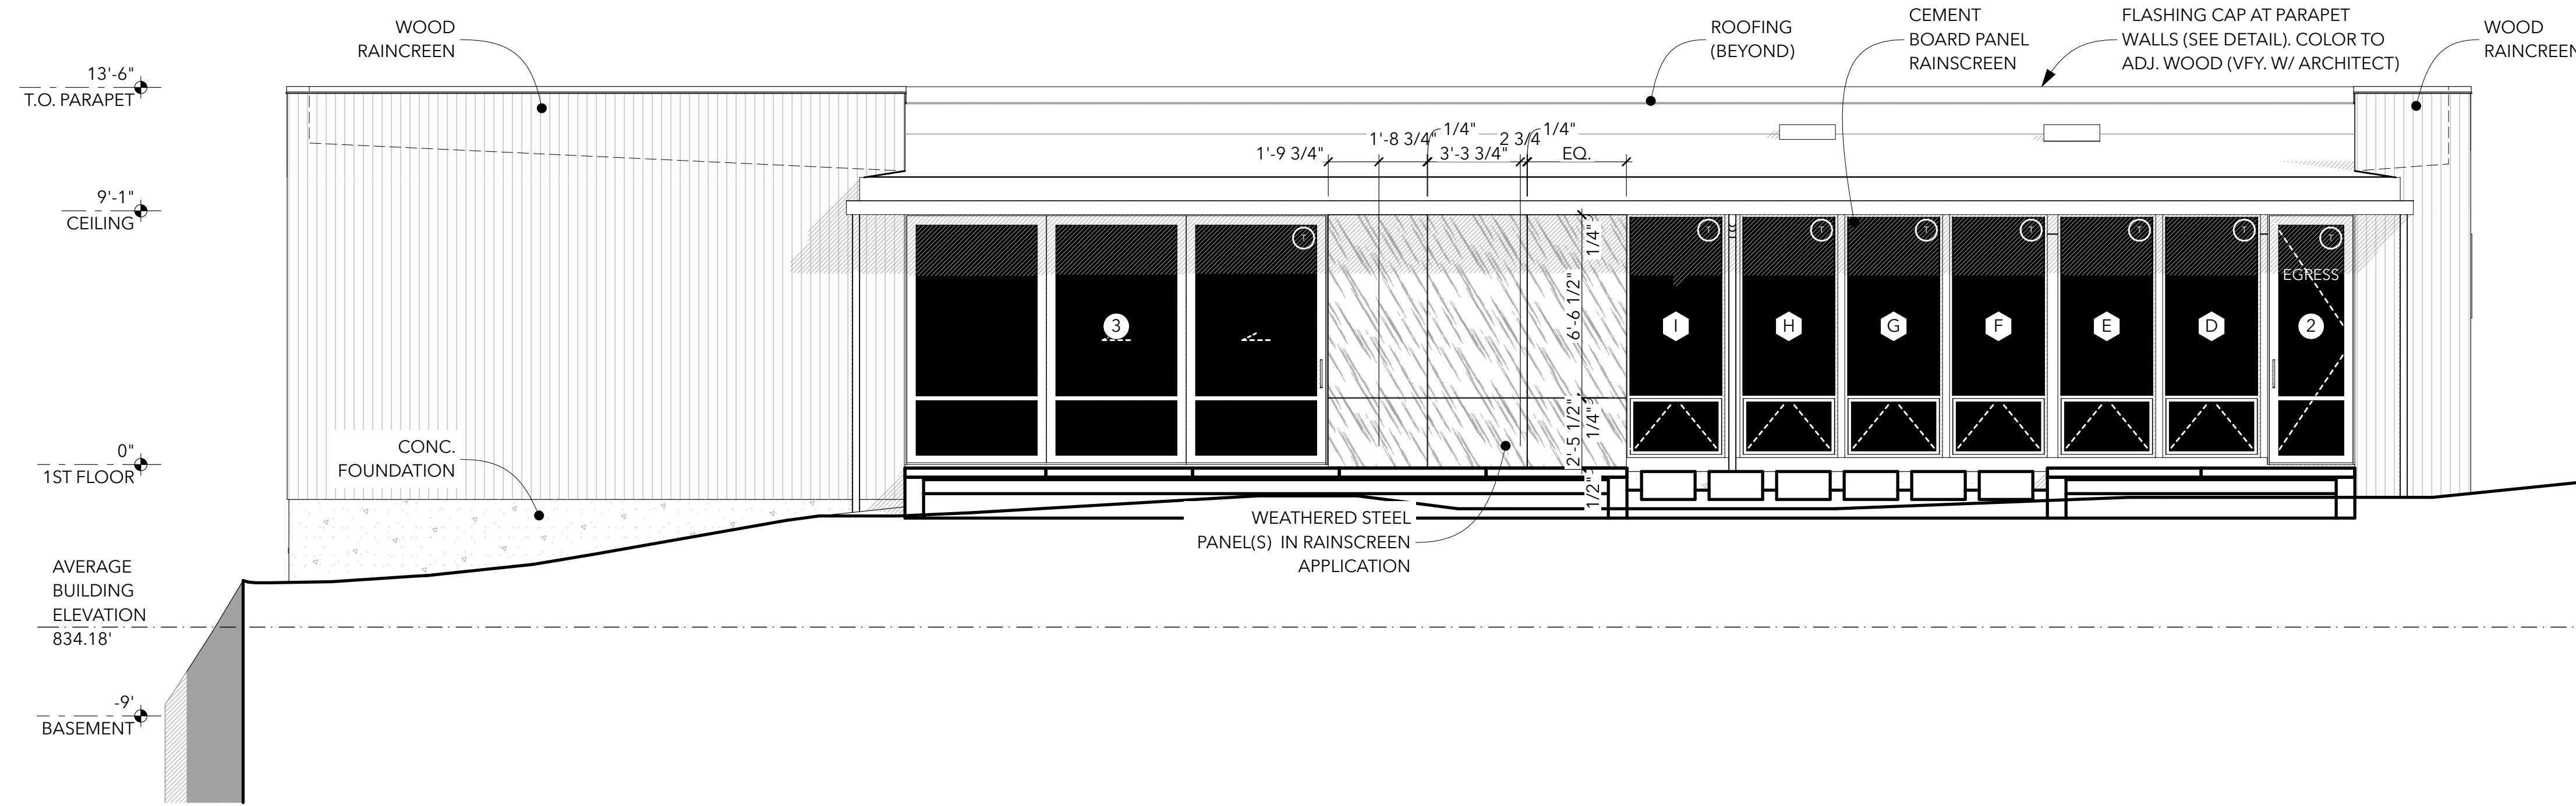 WOOD
RAINCREEN
ROOFING
(BEYOND)
CEMENT
BOARD PANEL
RAINSCREEN
FLASHING CAP AT PARAPET
WALLS (SEE DETAIL). COLOR TO
ADJ. WOOD (VFY. W/ ARCHITECT)
WOOD
RAINCREEN
13'-6"
T.O. PARAPET
1'-8 3/4"
1/4"
2 3/4
1/4"
1'-9 3/4"
3'-3 3/4"
EQ.
9'-1"
CEILING
T
T
T
T
T
T
T
T
1/4"
EGRESS
6'-6 1/2"
3
I
H
G
F
E
D
2
1/4"
2'-5 1/2"
CONC.
FOUNDATION
0"
1ST FLOOR
1/2"
WEATHERED STEEL
PANEL(S) IN RAINSCREEN
APPLICATION
AVERAGE
BUILDING
ELEVATION
834.18'
-9'
BASEMENT